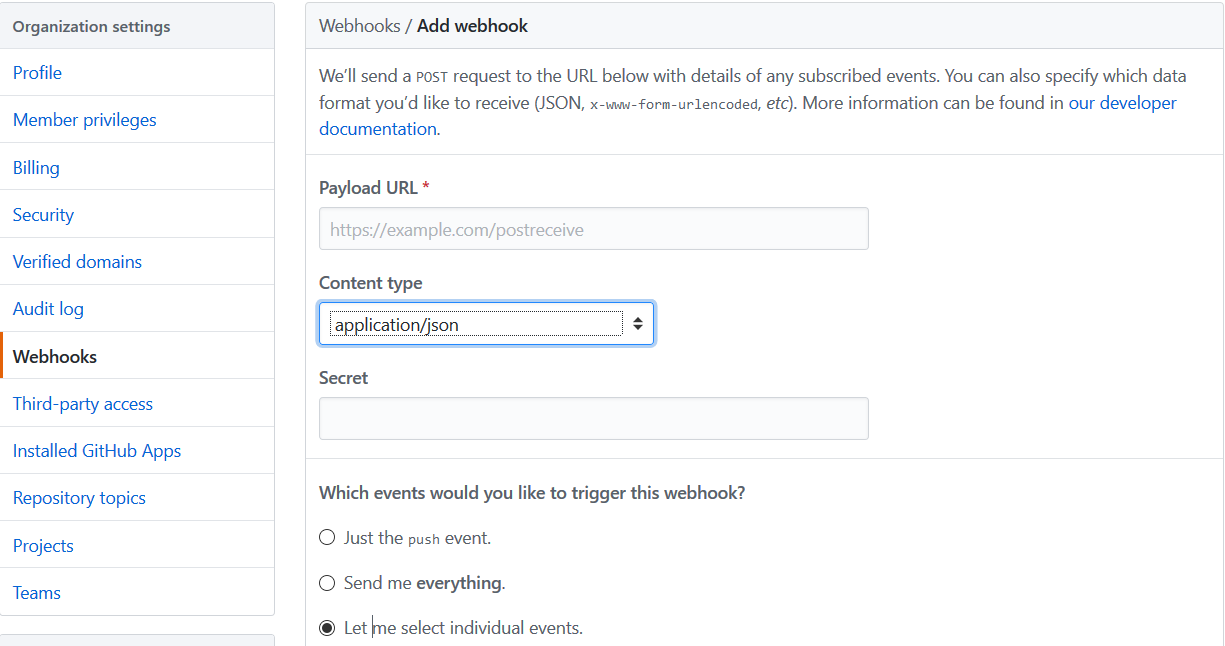 Organization settings
Profile
Member privileges
Billing
Security
Verified domains
Audit log
Webhooks
Third-party access
Installed GitHub Apps
Repository topics
Projects
Teams
Webhooks / Add webhook
We’ll send a POST request to the URL below with details of any subscribed events. You can also specify which data
format you’d like to receive (JSON, x-www-form-urlencoded, etc). More information can be found in our developer
documentation.
Payload URL *
https://example.com/postreceive
Content type
application/json
Secret
Which events would you like to trigger this webhook?
Just the push event.
Send me everything.
Let me select individual events.